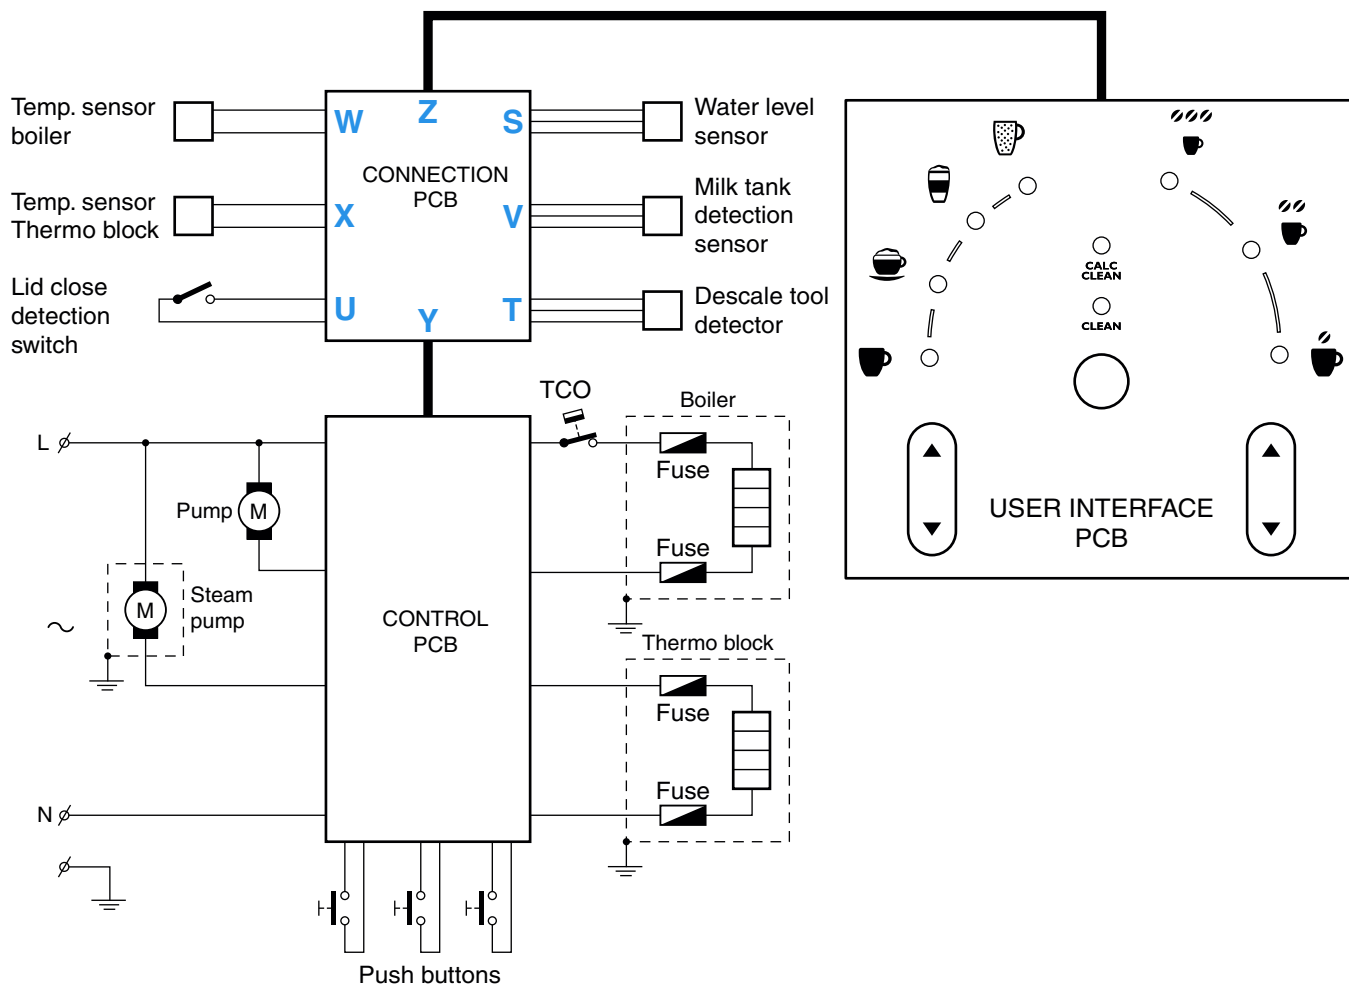 Temp. sensor
boiler
Temp. sensor
Thermo block
Lid close
detection
switch
W
Z
S
CONNECTION
PCB
X
V
U
Y
T
Water level
sensor
Milk tank
detection
sensor
Descale tool
detector
CALC
CLEAN
CLEAN
USER INTERFACE
PCB
L
TCO
Boiler
Fuse
Fuse
Pump
M
M
Steam
pump
CONTROL
PCB
Thermo block
Fuse
Fuse
N
Push buttons